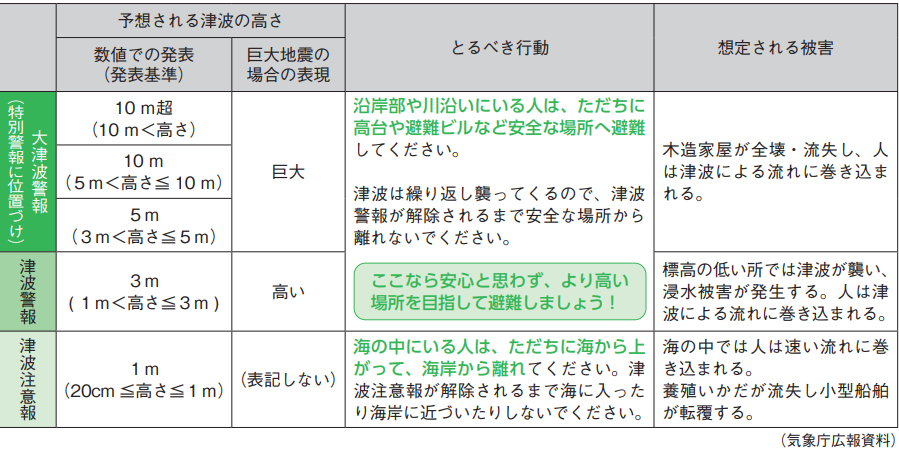 予想される津波の高さ
とるべき行動
想定される被害
数値での発表
（発表基準）
巨大地震の
場合の表現
大津波警報
（特別警報に位置づけ）
10 m超
（10 m＜高さ）
10 m
（５m＜高さ≦ 10 m）
５m
（３m＜高さ≦５m）
巨大
沿岸部や川沿いにいる人は、ただちに
高台や避難ビルなど安全な場所へ避難
してください。
津波は繰り返し襲ってくるので、津波
警報が解除されるまで安全な場所から
離れないでください。
ここなら安心と思わず、より高い
場所を目指して避難しましょう！
木造家屋が全壊・流失し、人
は津波による流れに巻き込ま
れる。
津波警報
３m
( １m＜高さ≦３m )
高い
標高の低い所では津波が襲い、
浸水被害が発生する。人は津
波による流れに巻き込まれる。
津波注意報
１m
（20cm ≦高さ≦１m）
（表記しない）
海の中にいる人は、ただちに海から上
がって、海岸から離れてください。津
波注意報が解除されるまで海に入った
り海岸に近づいたりしないでください。
海の中では人は速い流れに巻
き込まれる。
養殖いかだが流失し小型船舶
が転覆する。
（気象庁広報資料）